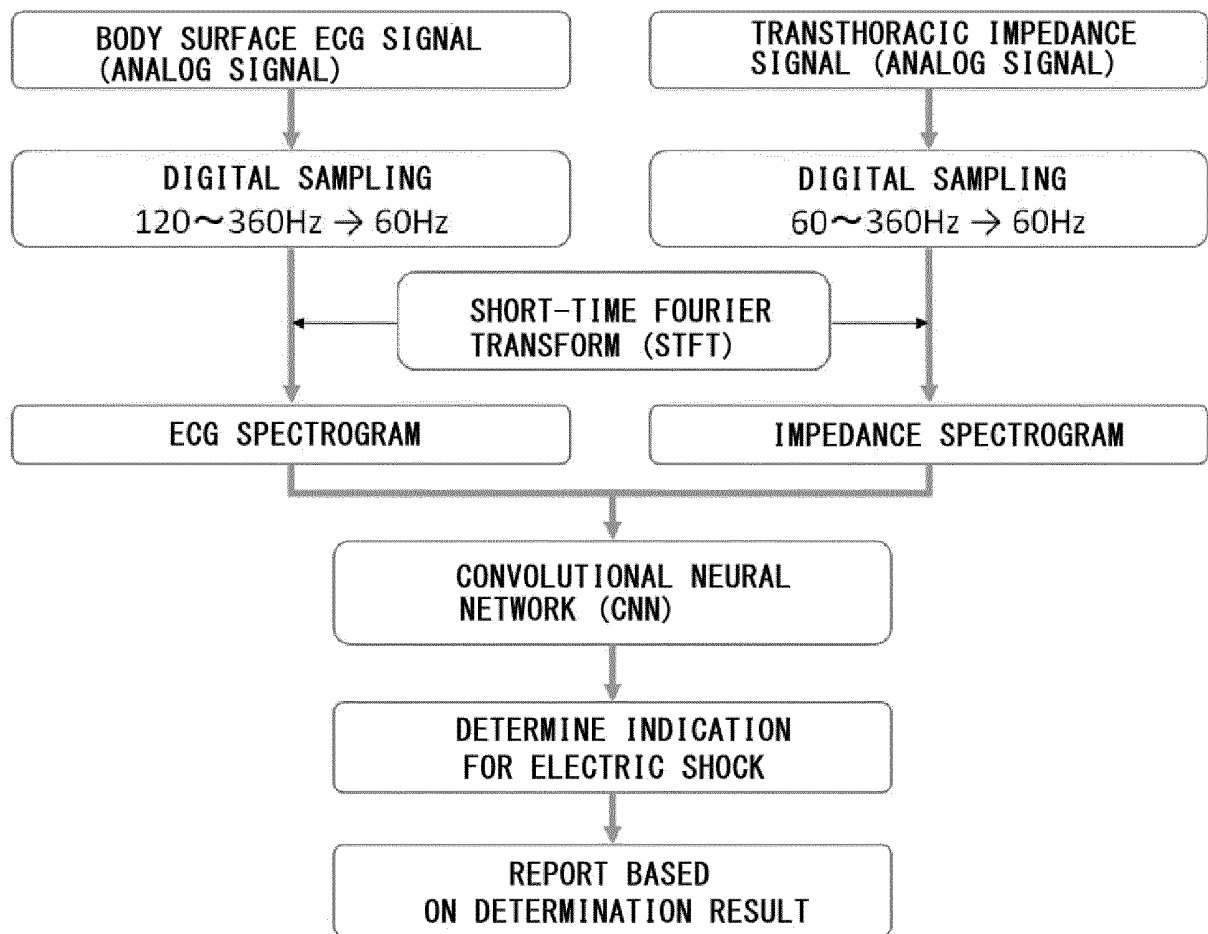 BODY SURFACE ECG SIGNAL
(ANALOG SIGNAL)
TRANSTHORACIC IMPEDANCE
SIGNAL (ANALOG SIGNAL)
DIGITAL SAMPLING
120～360Hz → 60Hz
DIGITAL SAMPLING
60～360Hz → 60Hz
SHORT-TIME FOURIER
TRANSFORM (STFT)
ECG SPECTROGRAM
IMPEDANCE SPECTROGRAM
CONVOLUTIONAL NEURAL
NETWORK (CNN)
DETERMINE INDICATION
FOR ELECTRIC SHOCK
REPORT BASED
ON DETERMINATION RESULT